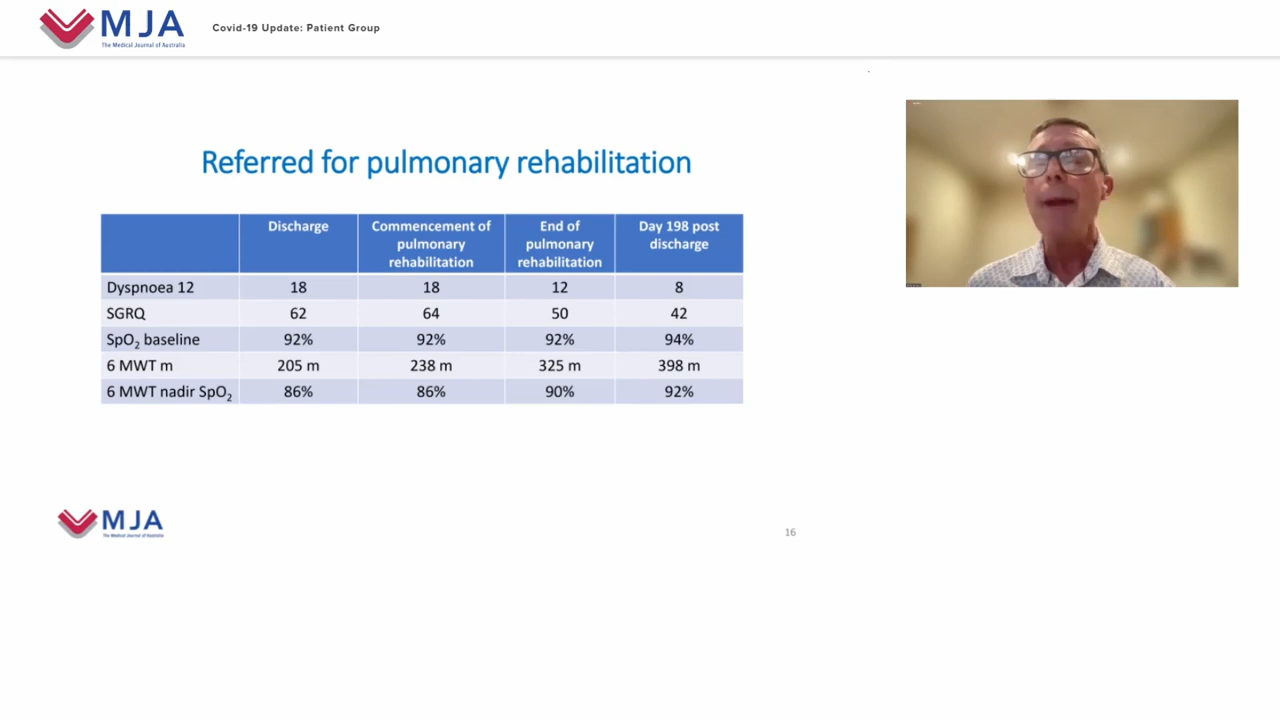 MJA
The Medical Journal of Australia
Covid-19 Update: Patient Group
Referred for pulmonary rehabilitation
Discharge
Commencement of pulmonary rehabilitation
End of pulmonary rehabilitation
Day 198 post discharge
Dyspnoea 12 18 18 12 8
SGRQ 62 64 50 42
SpO₂ baseline 92% 92% 92% 94%
6 MWT m 205 m 238 m 325 m 398 m
6 MWT nadir SpO₂ 86% 86% 90% 92%
MJA
The Medical Journal of Australia
16